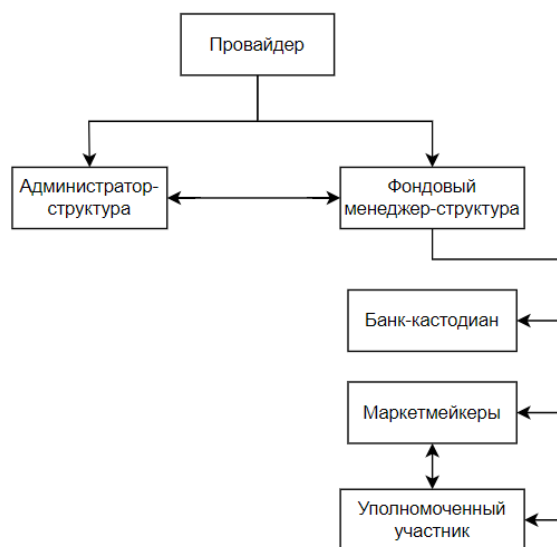 Провайдер
Администратор-
структура
Фондовый
менеджер-структура
Банк-кастодиан
Маркетмейкеры
Уполномоченный
участник